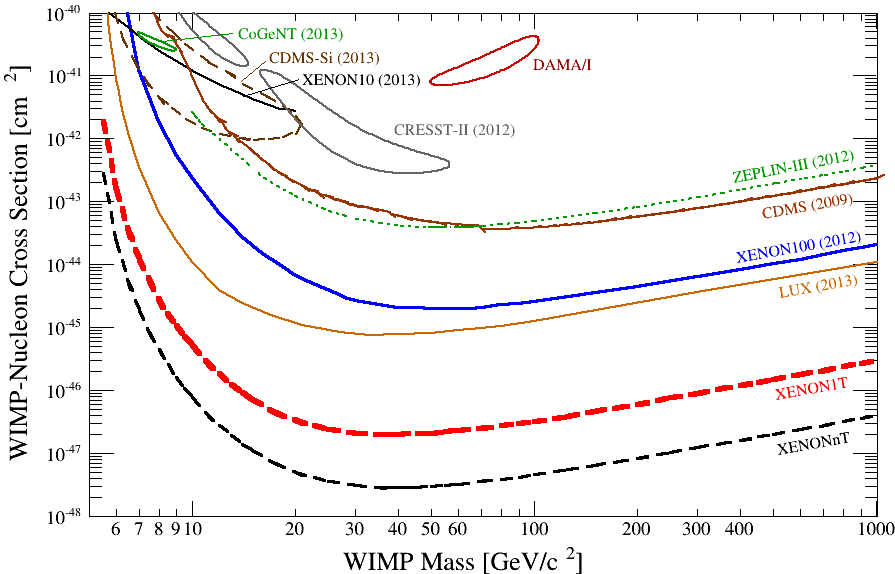 WIMP-Nucleon Cross Section [cm ²]
10⁻⁴⁰
10⁻⁴¹
10⁻⁴²
10⁻⁴³
10⁻⁴⁴
10⁻⁴⁵
10⁻⁴⁶
10⁻⁴⁷
10⁻⁴⁸
CoGeNT (2013)
CDMS-Si (2013)
XENON10 (2013)
DAMA/I
CRESST-II (2012)
ZEPLIN-III (2012)
CDMS (2009)
XENON100 (2012)
LUX (2013)
XENON1T
XENONnT
6 7 8 9 10 20 30 40 50 60 100 200 300 400 1000
WIMP Mass [GeV/c ²]